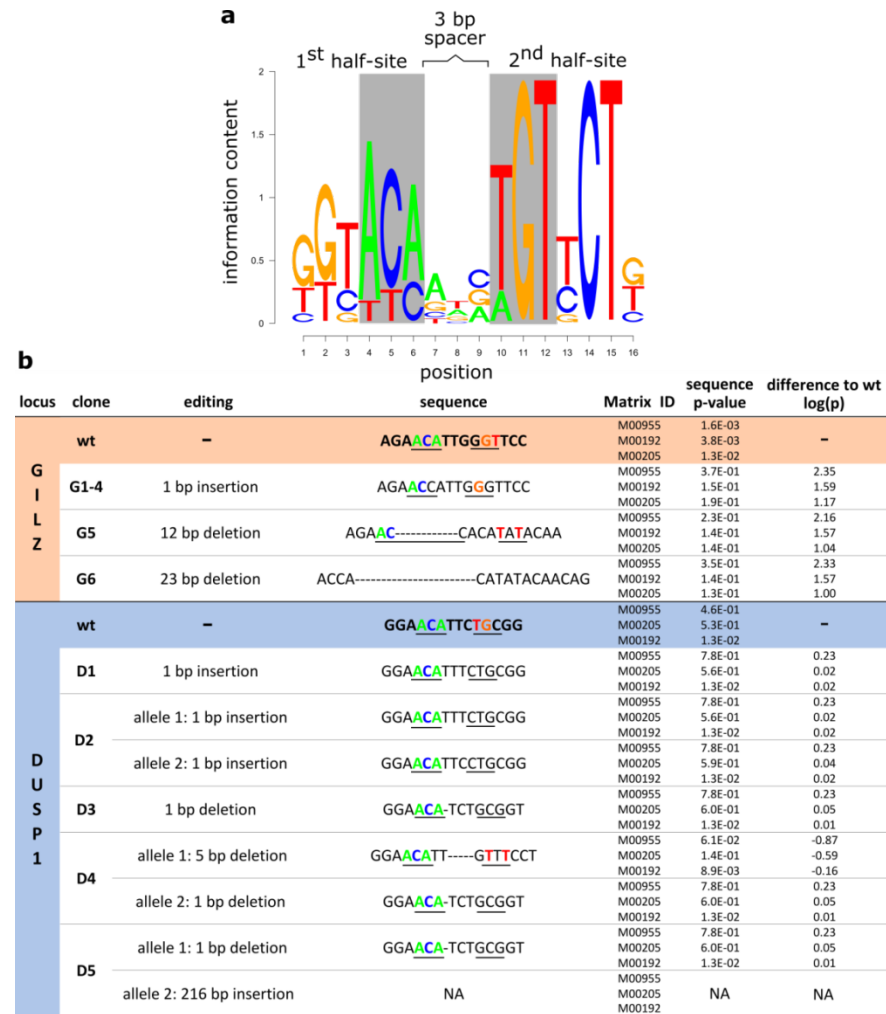 a
3 bp
spacer
1st half-site
2nd half-site
information content
2
1.5
1
0.5
0
1 2 3 4 5 6 7 8 9 10 11 12 13 14 15 16
position
b
locus clone editing sequence Matrix ID sequence p-value difference to wt log(p)
GILZ
wt – AGAACATTGGGTTCC M00955 1.6E-03 –
M00192 3.8E-03
M00205 1.3E-02
G1-4 1 bp insertion AGAACCATTGGGTTCC M00955 3.7E-01 2.35
M00192 1.5E-01 1.59
M00205 1.9E-01 1.17
G5 12 bp deletion AGAAC------------CACATATACAA M00955 2.3E-01 2.16
M00192 1.4E-01 1.57
M00205 1.4E-01 1.04
G6 23 bp deletion ACCA-----------------------CATATACAACAG M00955 3.5E-01 2.33
M00192 1.4E-01 1.57
M00205 1.3E-01 1.00
DUSP1
wt – GGAACATTCTGCGG M00955 4.6E-01 –
M00205 5.3E-01
M00192 1.3E-02
D1 1 bp insertion GGAACATTTCTGCGG M00955 7.8E-01 0.23
M00205 5.6E-01 0.02
M00192 1.3E-02 0.02
D2 allele 1: 1 bp insertion GGAACATTTCTGCGG M00955 7.8E-01 0.23
M00205 5.6E-01 0.02
M00192 1.3E-02 0.02
allele 2: 1 bp insertion GGAACATTCCTGCGG M00955 7.8E-01 0.23
M00205 5.9E-01 0.04
M00192 1.3E-02 0.02
D3 1 bp deletion GGAACA-TCTGCGGT M00955 7.8E-01 0.23
M00205 6.0E-01 0.05
M00192 1.3E-02 0.01
D4 allele 1: 5 bp deletion GGAACATT-----GTTTCCT M00955 6.1E-02 -0.87
M00205 1.4E-01 -0.59
M00192 8.9E-03 -0.16
allele 2: 1 bp deletion GGAACA-TCTGCGGT M00955 7.8E-01 0.23
M00205 6.0E-01 0.05
M00192 1.3E-02 0.01
D5 allele 1: 1 bp deletion GGAACA-TCTGCGGT M00955 7.8E-01 0.23
M00205 6.0E-01 0.05
M00192 1.3E-02 0.01
allele 2: 216 bp insertion NA M00955 NA NA
M00205
M00192